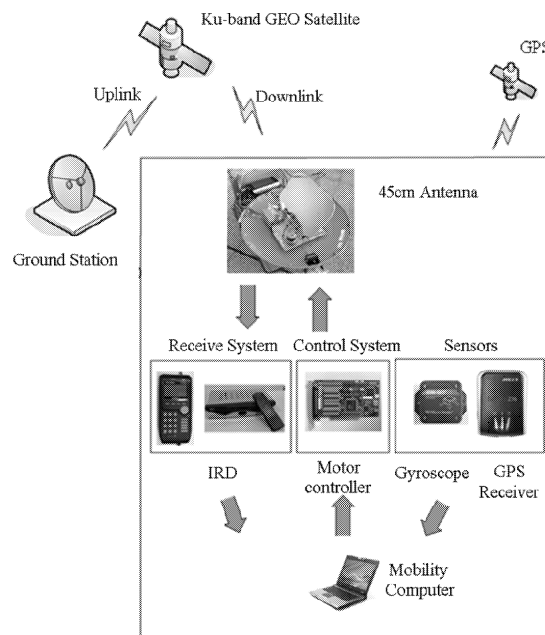 Ku-band GEO Satellite
GPS
Uplink
Downlink
45cm Antenna
Ground Station
Receive System
Control System
Sensors
IRD
Motor
controller
Gyroscope
GPS
Receiver
Mobility
Computer